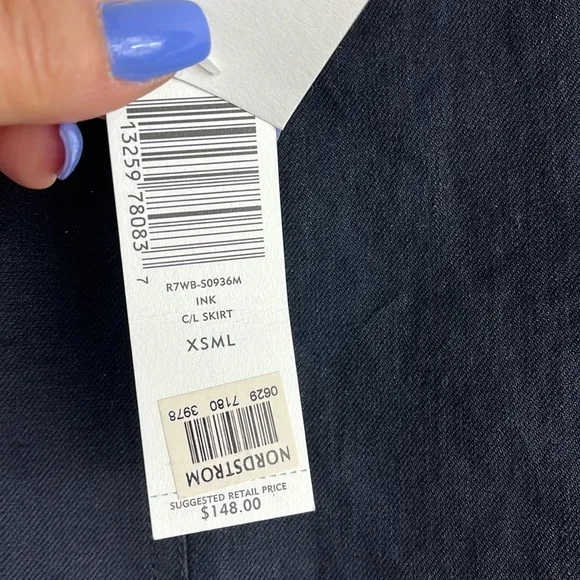 13259 78083 7
R7WB-S0936M
INK
C/L SKIRT
XSML
0629 7180 3978
NORDSTROM
SUGGESTED RETAIL PRICE
$148.00